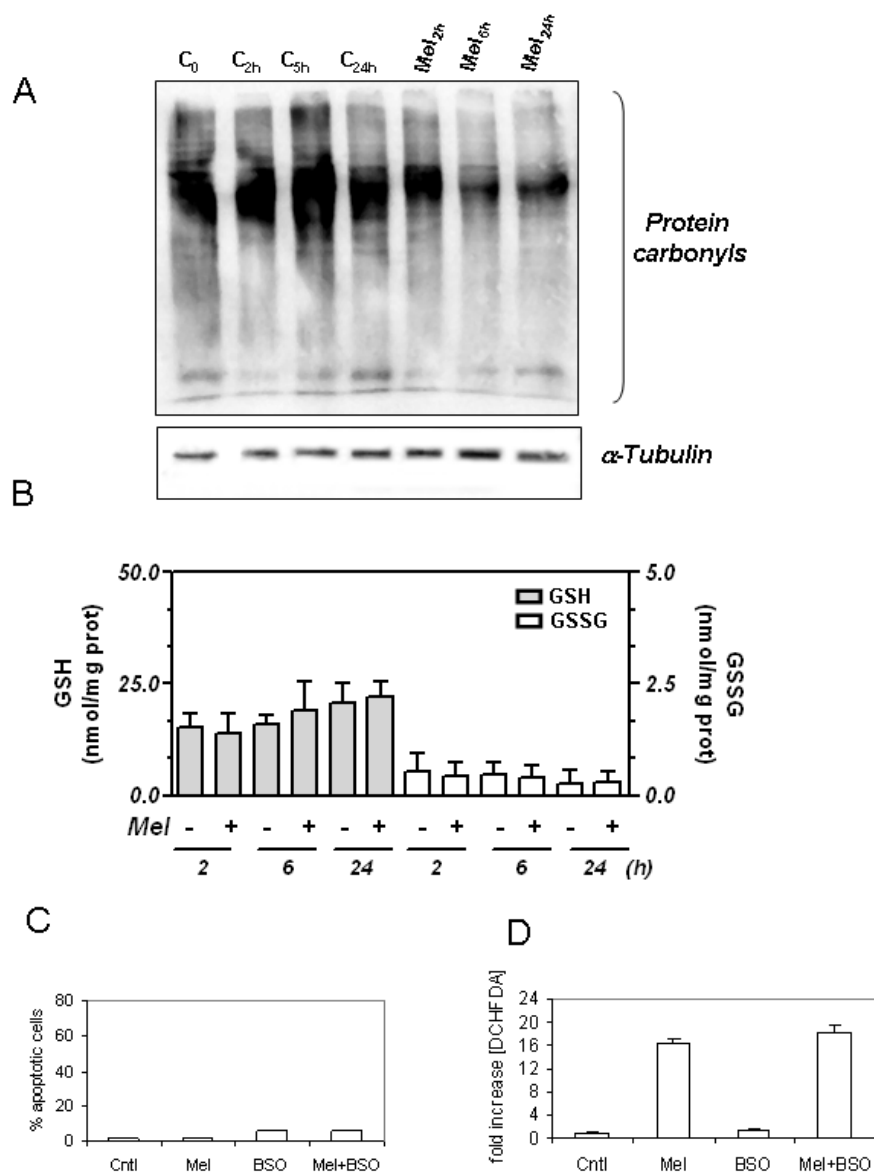 C0 C2h C5h C24h Mel2h Mel6h Mel24h
A
Protein
carbonyls
α-Tubulin
B
50.0
25.0
0.0
GSH
(nmol/mg prot)
GSH
GSSG
5.0
2.5
0.0
GSSG
(nmol/mg prot)
Mel - + - + - + - + - + - +
2 6 24 2 6 24 (h)
C
% apoptotic cells
80
60
40
20
0
Cntl Mel BSO Mel+BSO
D
fold increase [DCHFDA]
24
20
16
12
8
4
0
Cntl Mel BSO Mel+BSO